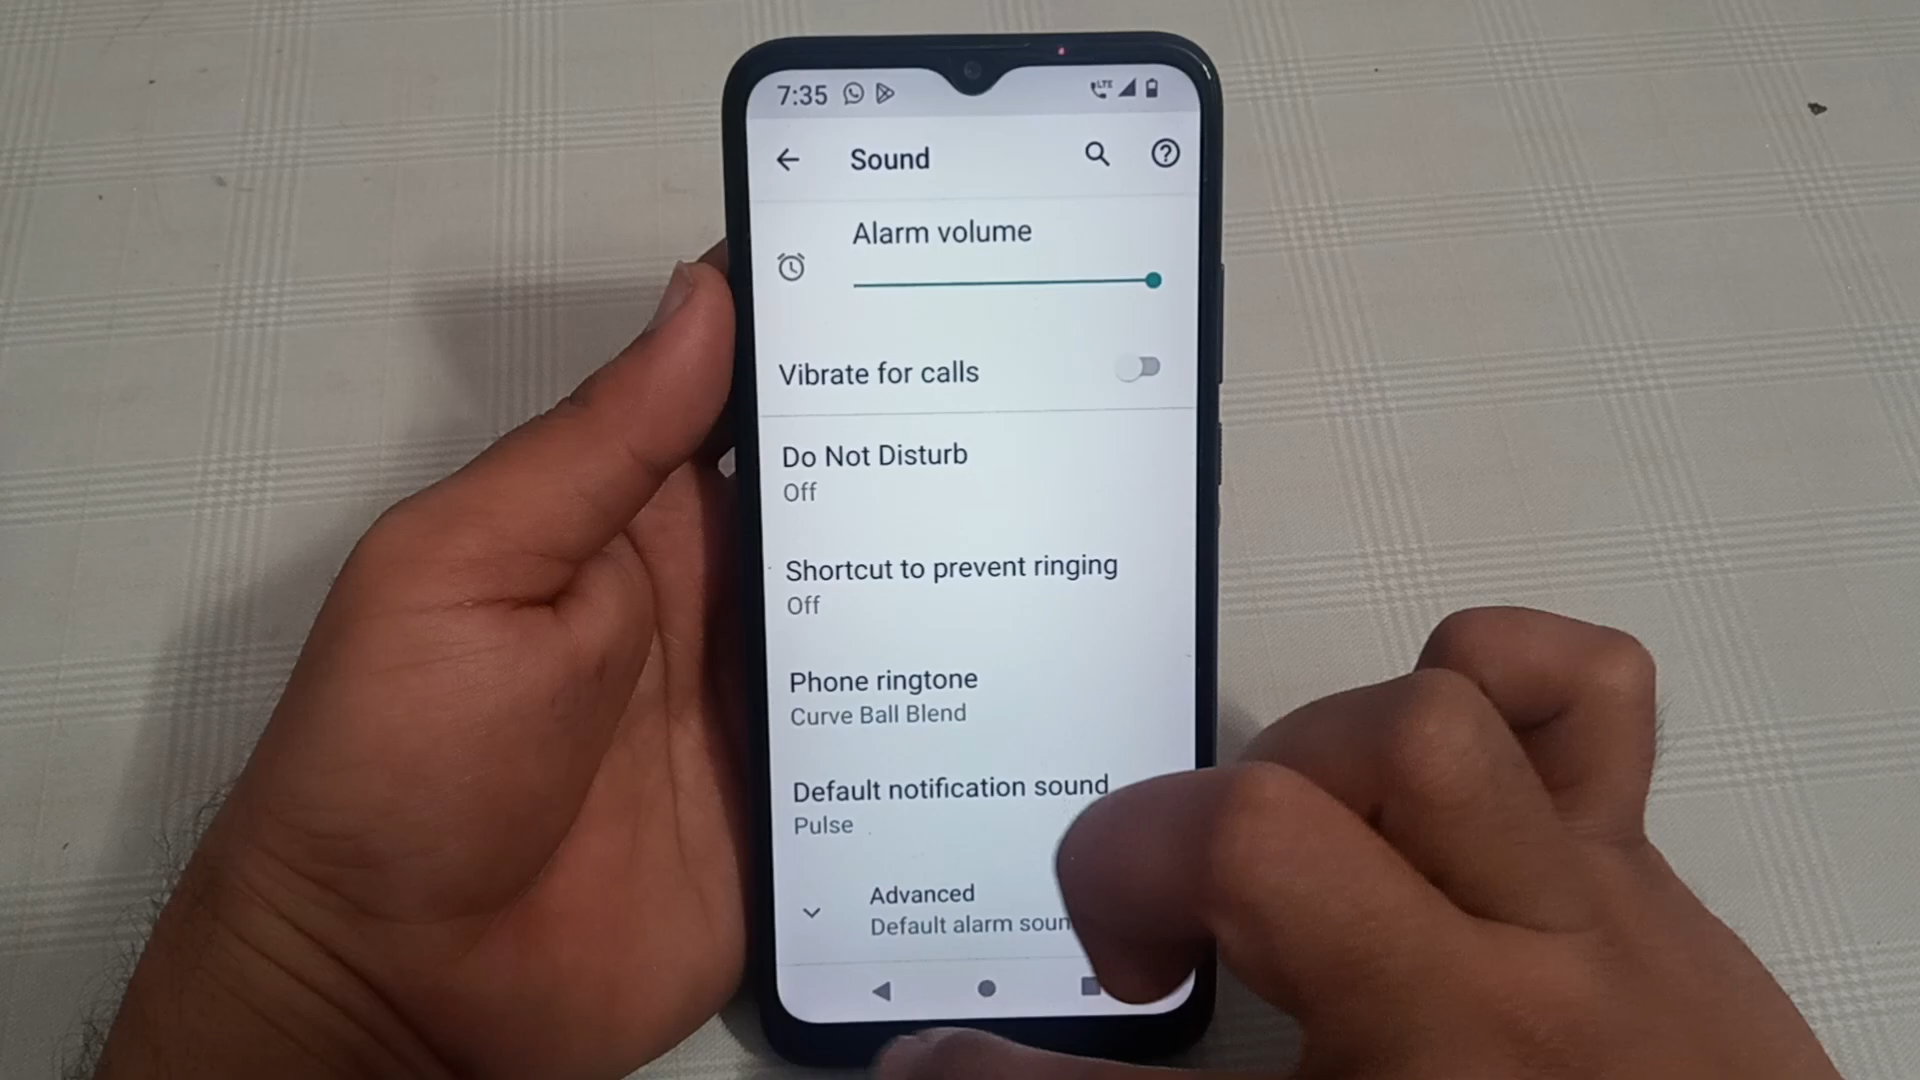 7:35
LTE
Sound
Alarm volume
Vibrate for calls
Do Not Disturb
Off
Shortcut to prevent ringing
Off
Phone ringtone
Curve Ball Blend
Default notification sound
Pulse
Advanced
Default alarm soun